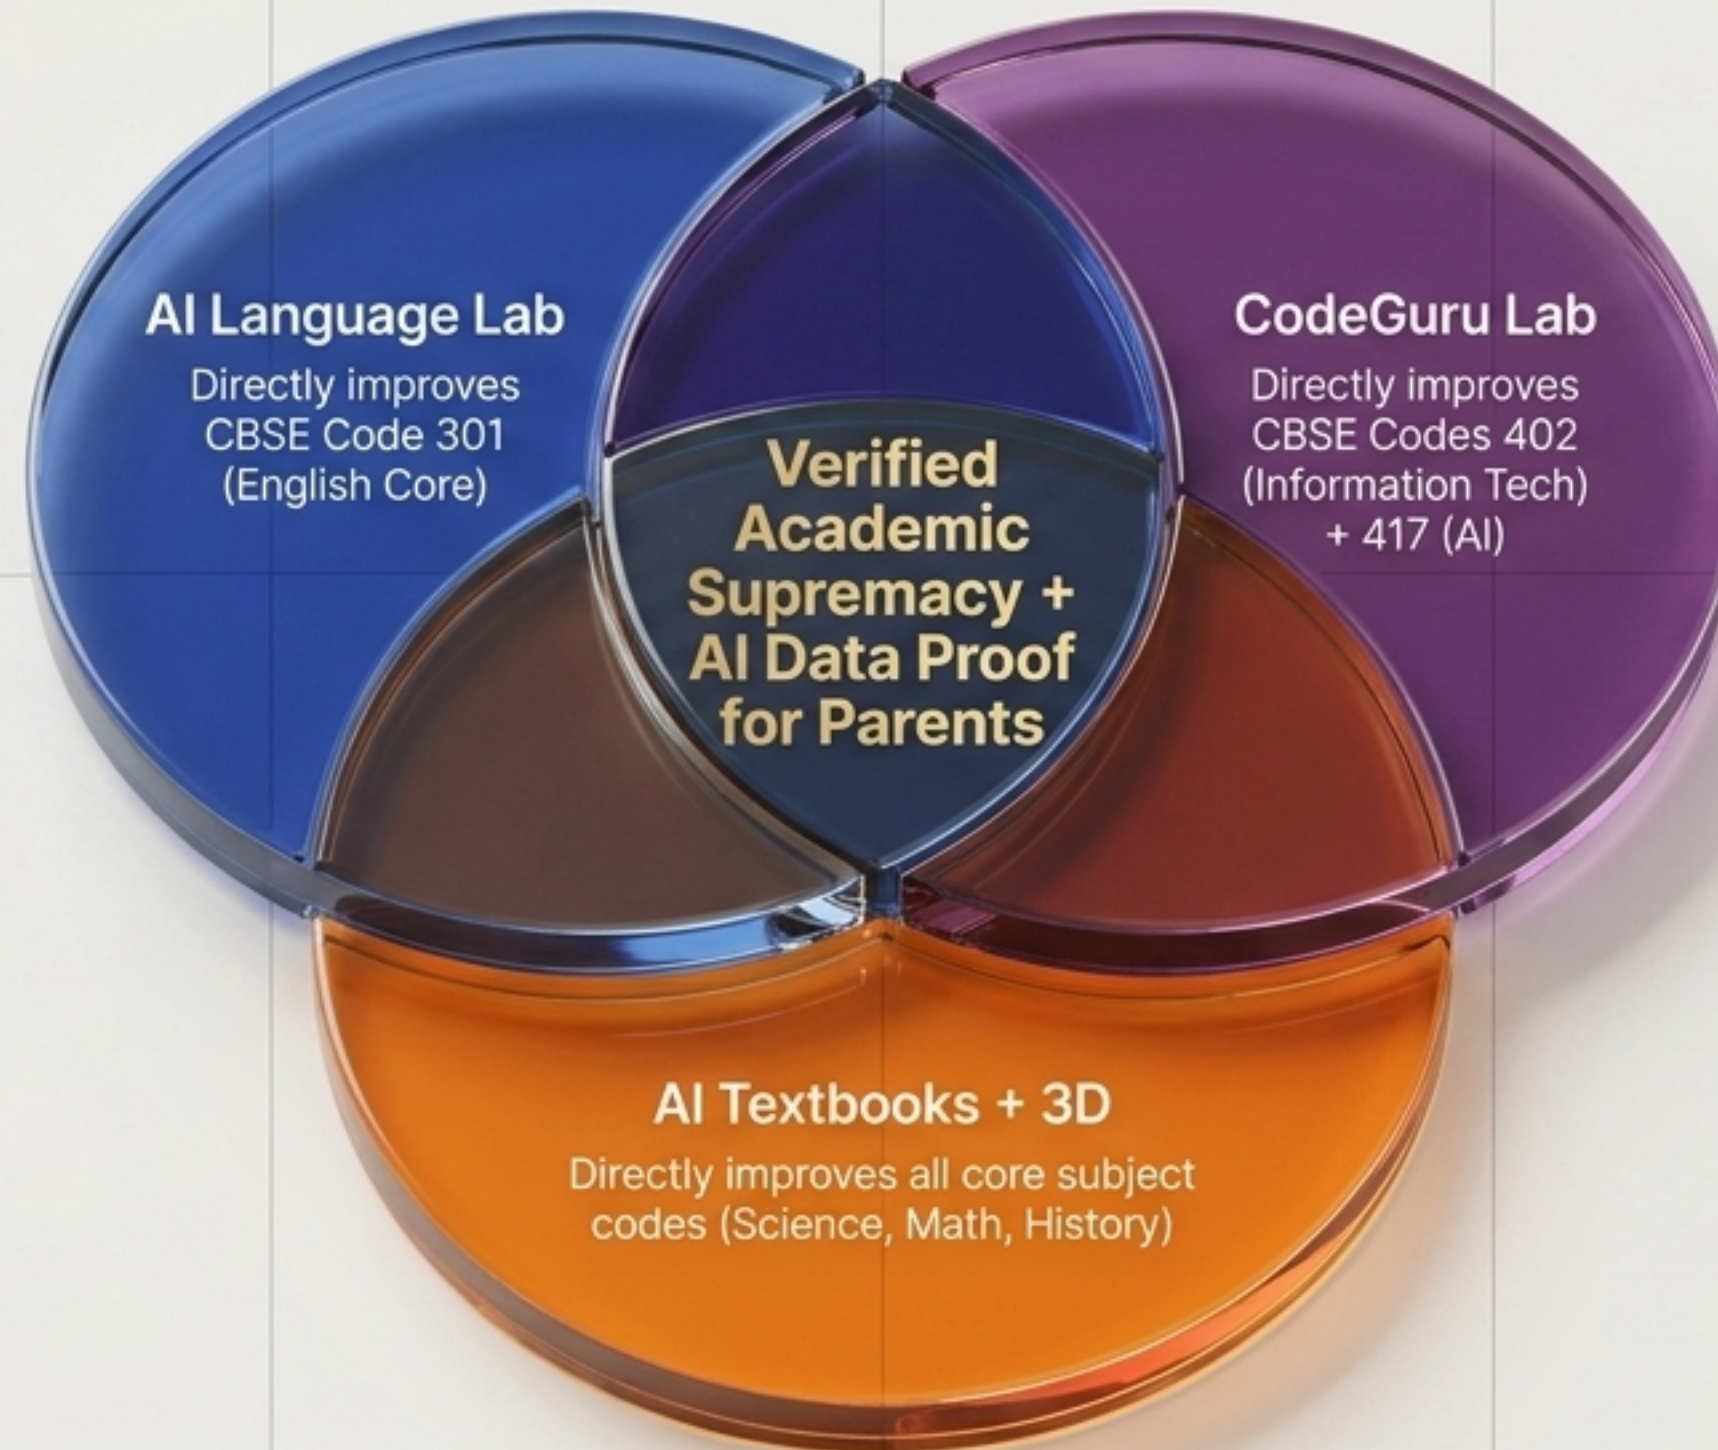 AI Language Lab
Directly improves
CBSE Code 301
(English Core)
CodeGuru Lab
Directly improves
CBSE Codes 402
(Information Tech)
+ 417 (AI)
Verified
Academic
Supremacy +
AI Data Proof
for Parents
AI Textbooks + 3D
Directly improves all core subject
codes (Science, Math, History)